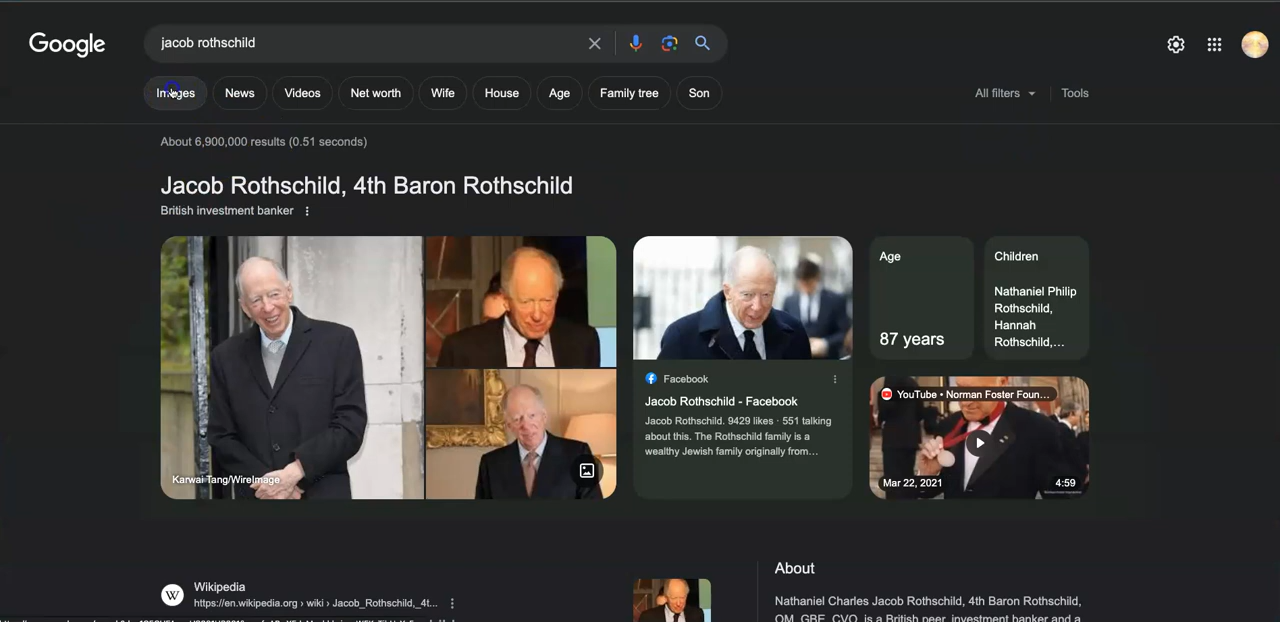 Google
jacob rothschild
Images
News
Videos
Net worth
Wife
House
Age
Family tree
Son
All filters
Tools
About 6,900,000 results (0.51 seconds)
Jacob Rothschild, 4th Baron Rothschild
British investment banker
Karwai Tang/WireImage
Facebook
Jacob Rothschild - Facebook
Jacob Rothschild. 9429 likes · 551 talking
about this. The Rothschild family is a
wealthy Jewish family originally from...
Age
87 years
Children
Nathaniel Philip
Rothschild,
Hannah
Rothschild,...
YouTube • Norman Foster Foun...
Mar 22, 2021
4:59
W
Wikipedia
https://en.wikipedia.org › wiki › Jacob_Rothschild,_4t...
About
Nathaniel Charles Jacob Rothschild, 4th Baron Rothschild,
OM, GBE, CVO, is a British peer, investment banker and a